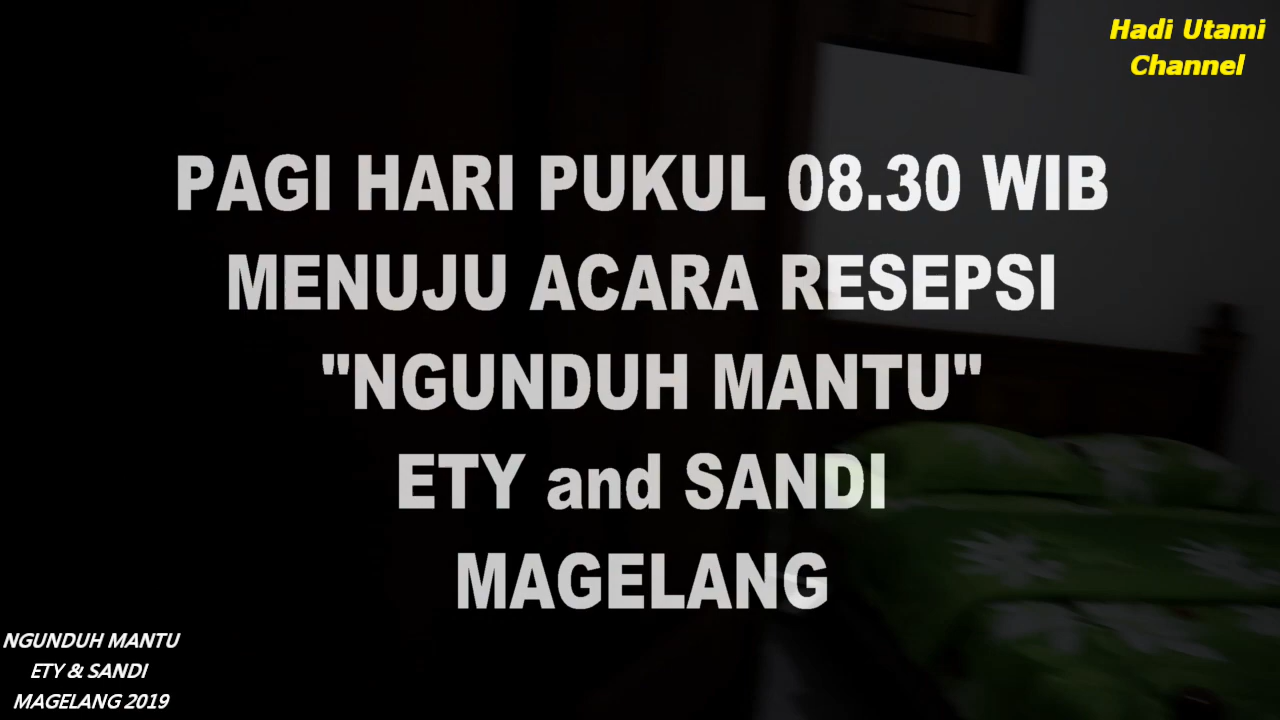 Hadi Utami
Channel
PAGI HARI PUKUL 08.30 WIB
MENUJU ACARA RESEPSI
"NGUNDUH MANTU"
ETY and SANDI
MAGELANG
NGUNDUH MANTU
ETY & SANDI
MAGELANG 2019